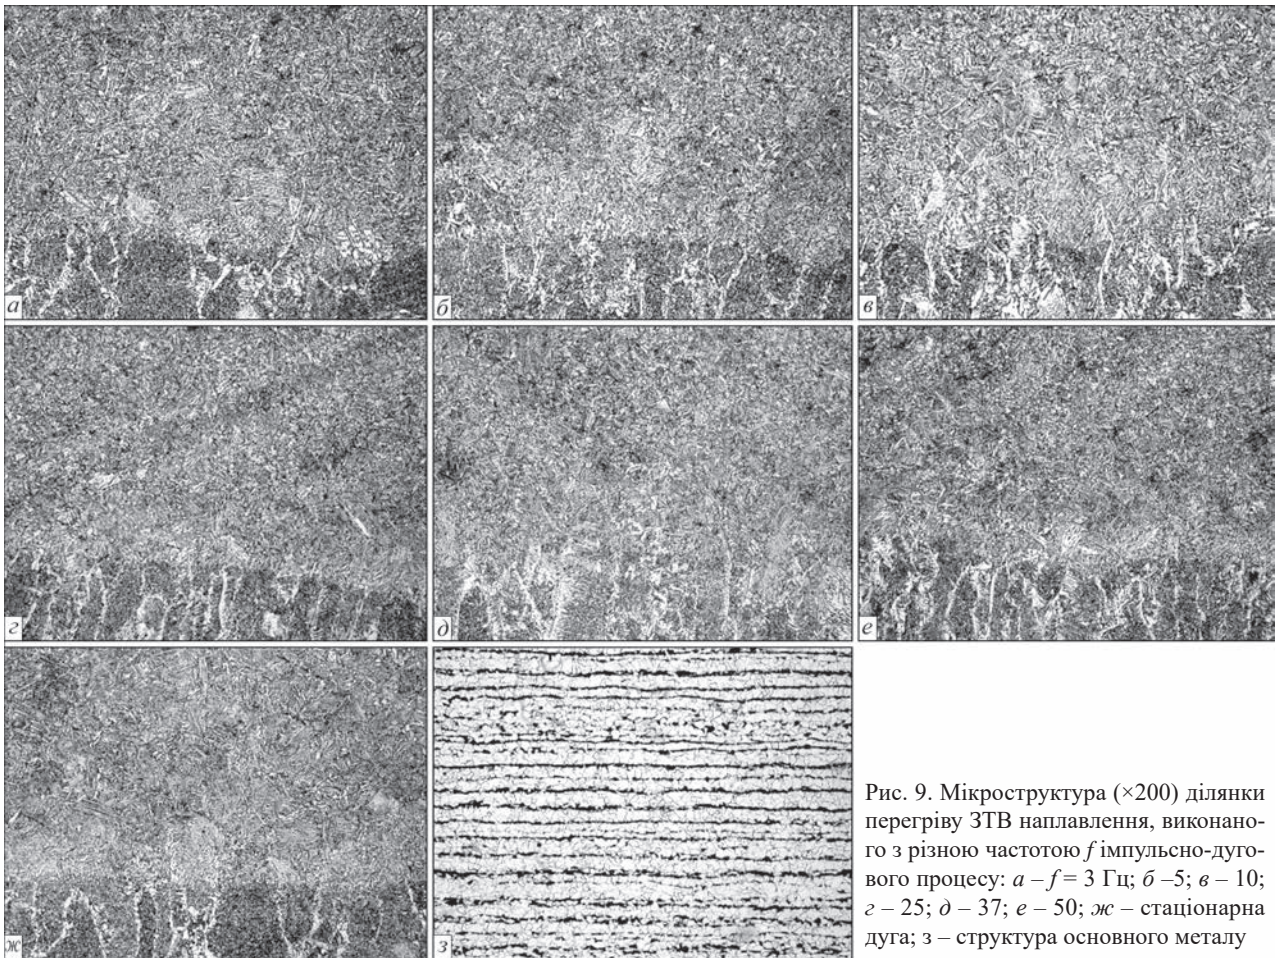 а
б
в
г
д
е
ж
з
Рис. 9. Мікроструктура (×200) ділянки
перегріву ЗТВ наплавлення, виконано-
го з різною частотою f імпульсно-дуго-
вого процесу: а – f = 3 Гц; б –5; в – 10;
г – 25; д – 37; е – 50; ж – стаціонарна
дуга; з – структура основного металу